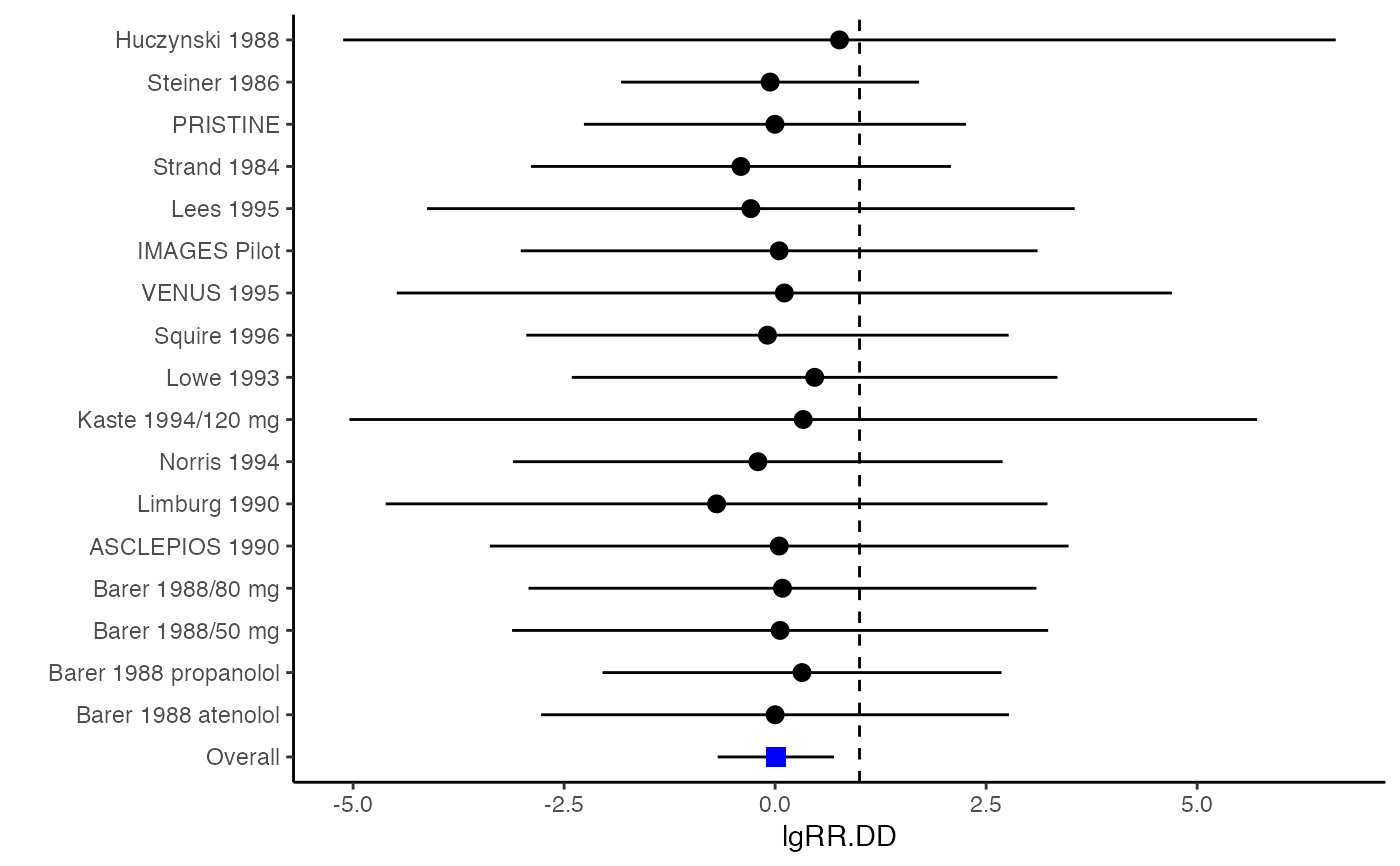 Huczynski 1988
Steiner 1986
PRISTINE
Strand 1984
Lees 1995
IMAGES Pilot
VENUS 1995
Squire 1996
Lowe 1993
Kaste 1994/120 mg
Norris 1994
Limburg 1990
ASCLEPIOS 1990
Barer 1988/80 mg
Barer 1988/50 mg
Barer 1988 propanolol
Barer 1988 atenolol
Overall
-5.0 -2.5 0.0 2.5 5.0
lgRR.DD